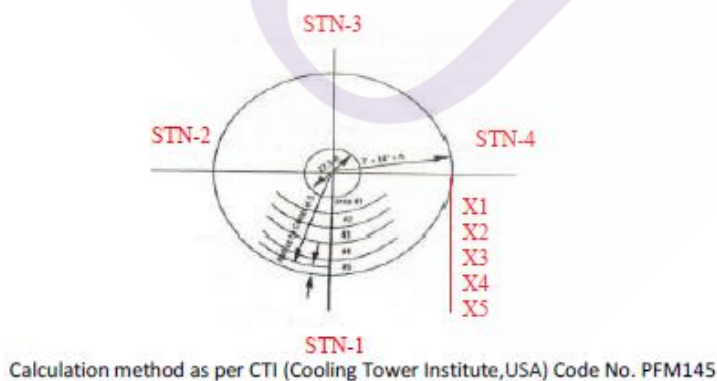 STN-3
STN-2
STN-4
X1
X2
X3
X4
X5
STN-1
Calculation method as per CTI (Cooling Tower Institute,USA) Code No. PFM145